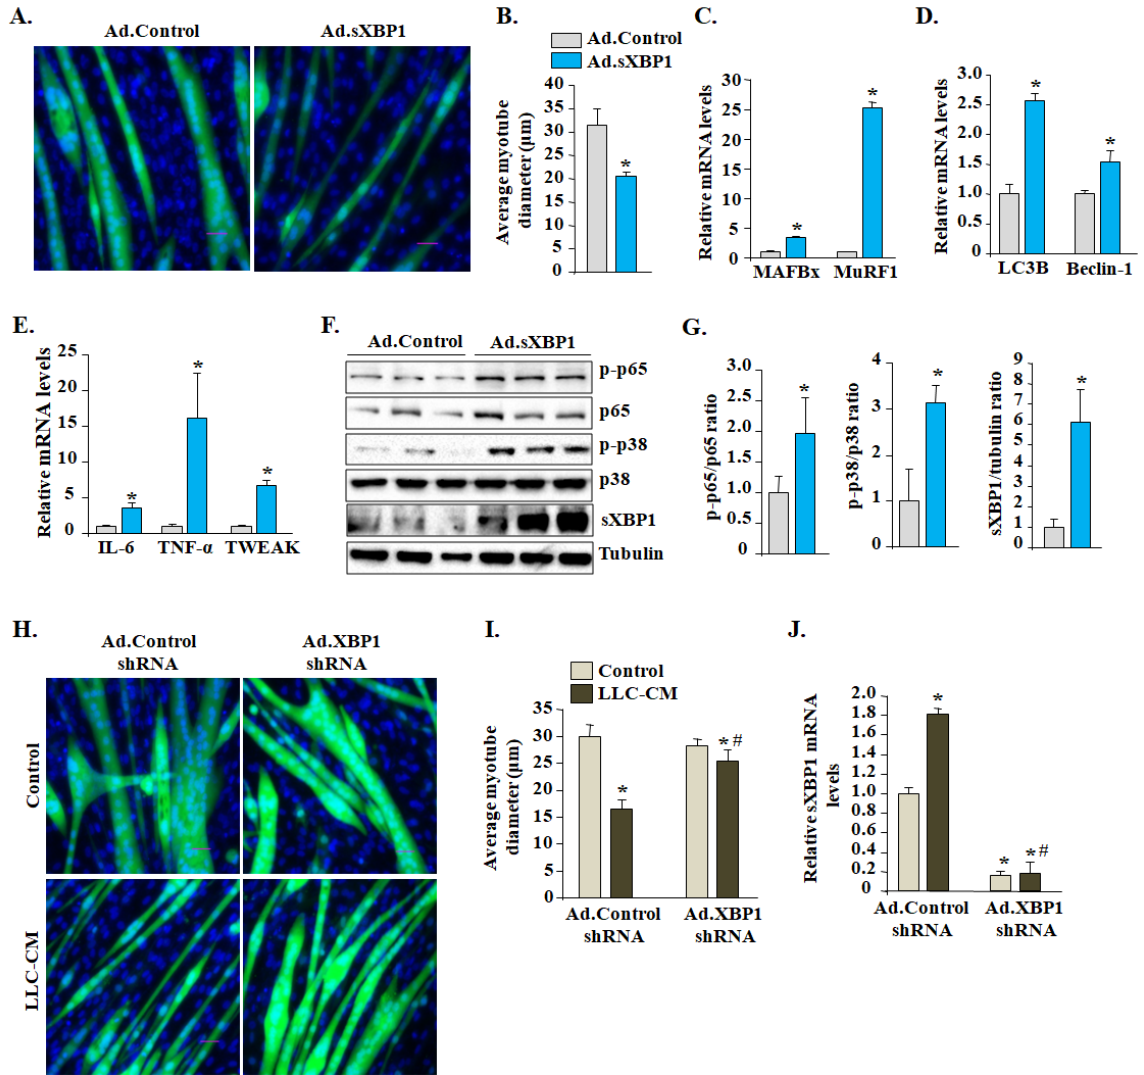 A.
Ad.Control
Ad.sXBP1
B.
Ad.Control
Ad.sXBP1
Average myotube
diameter (µm)
40
35
30
25
20
15
10
5
0
*
C.
Relative mRNA levels
30
25
20
15
10
5
0
*
*
MAFBx
MuRF1
D.
Relative mRNA levels
3.0
2.5
2.0
1.5
1.0
0.5
0.0
*
*
LC3B
Beclin-1
E.
Relative mRNA levels
25
20
15
10
5
0
*
*
*
IL-6
TNF-α
TWEAK
F.
Ad.Control
Ad.sXBP1
p-p65
p65
p-p38
p38
sXBP1
Tubulin
G.
p-p65/p65 ratio
3.0
2.5
2.0
1.5
1.0
0.5
0.0
*
p-p38/p38 ratio
4
3
2
1
0
*
sXBP1/tubulin ratio
9
8
7
6
5
4
3
2
1
0
*
H.
Ad.Control
shRNA
Ad.XBP1
shRNA
Control
LLC-CM
I.
Control
LLC-CM
Average myotube
diameter (µm)
35
30
25
20
15
10
5
0
*
*#
Ad.Control
shRNA
Ad.XBP1
shRNA
J.
Relative sXBP1 mRNA
levels
2.0
1.8
1.6
1.4
1.2
1.0
0.8
0.6
0.4
0.2
0
*
*
*#
Ad.Control
shRNA
Ad.XBP1
shRNA